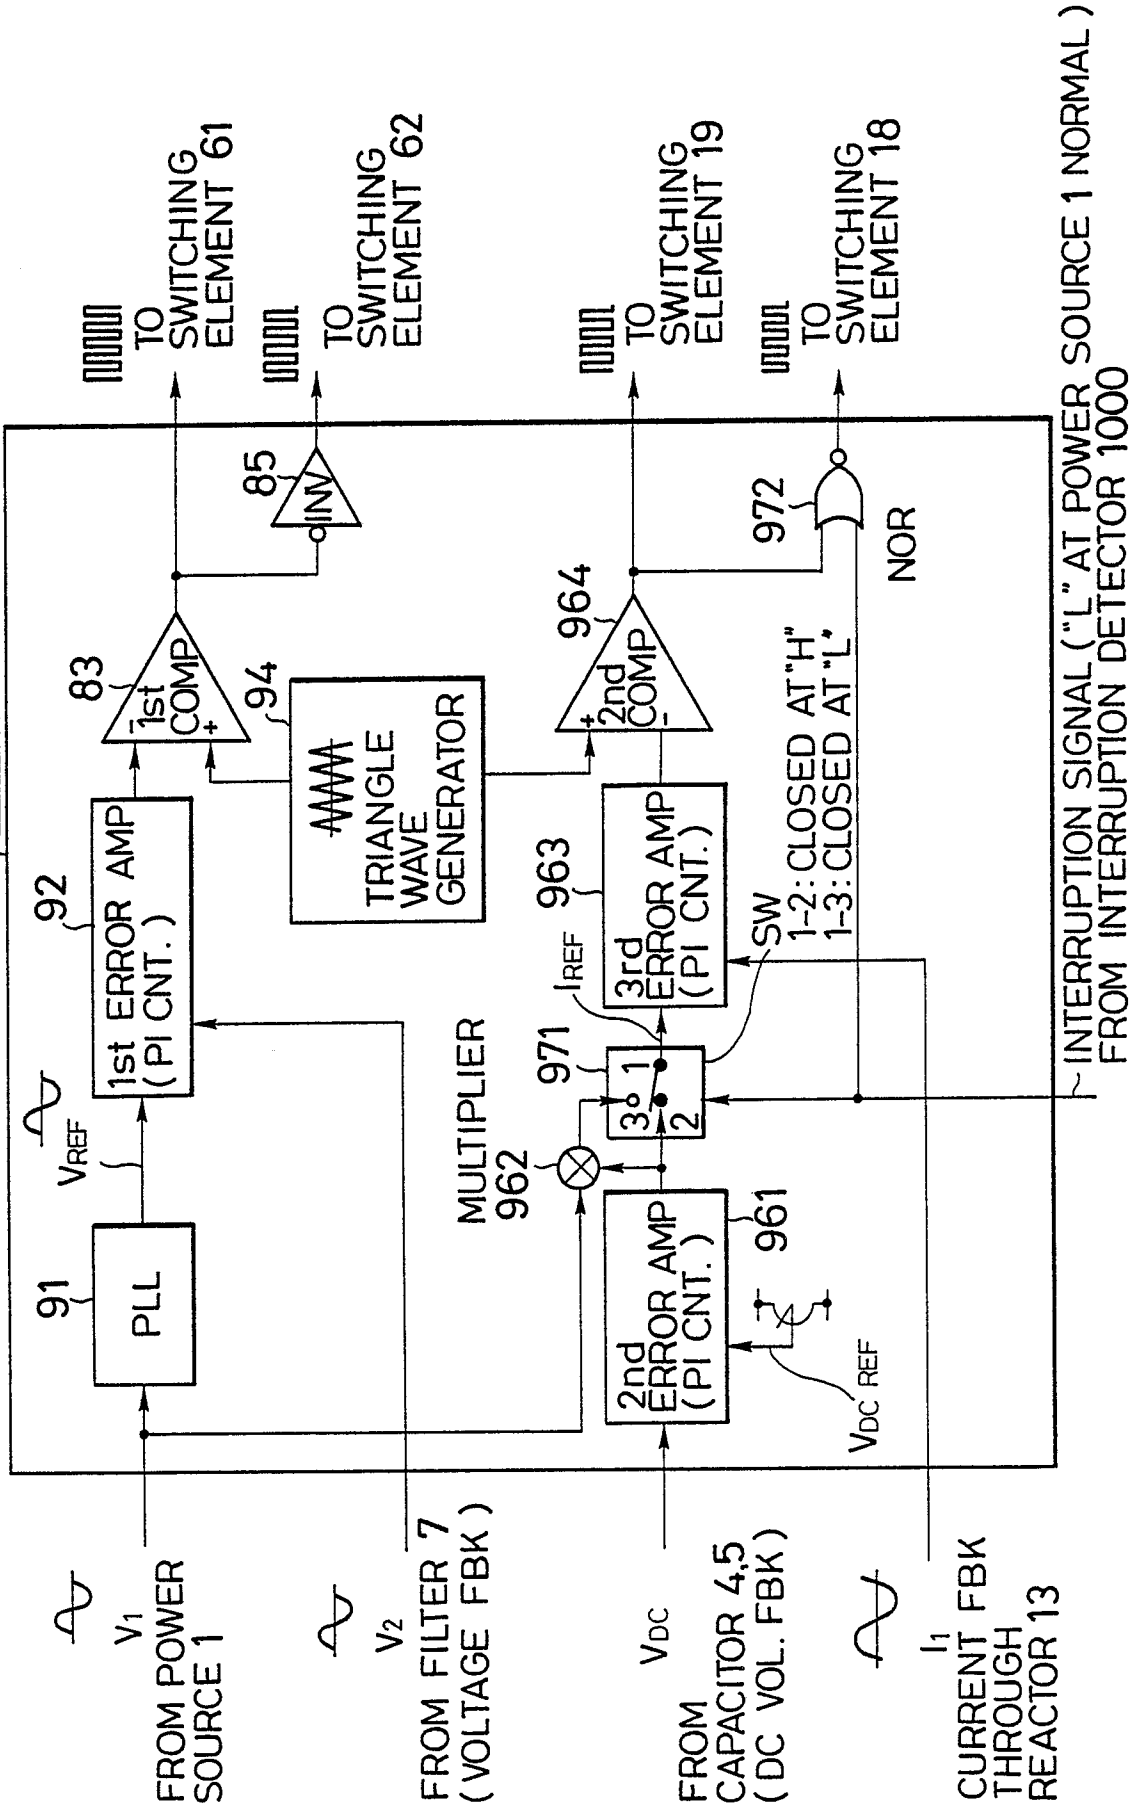 FROM POWER
SOURCE 1
V1
FROM FILTER 7
(VOLTAGE FBK)
V2
FROM
CAPACITOR 4,5
(DC VOL. FBK)
VDC
CURRENT FBK
THROUGH
REACTOR 13
I1
91
PLL
VREF
92
1st ERROR AMP
(PI CNT.)
83
1st
COMP
-
+
94
TRIANGLE
WAVE
GENERATOR
85
INV
TO
SWITCHING
ELEMENT 61
TO
SWITCHING
ELEMENT 62
MULTIPLIER
962
2nd
ERROR AMP
(PI CNT.)
961
VDC REF
971
3
1
2
IREF
SW
1-2: CLOSED AT "H"
1-3: CLOSED AT "L"
963
3rd
ERROR AMP
(PI CNT.)
964
2nd
COMP
+
-
972
NOR
TO
SWITCHING
ELEMENT 19
TO
SWITCHING
ELEMENT 18
INTERRUPTION SIGNAL ("L" AT POWER SOURCE 1 NORMAL)
FROM INTERRUPTION DETECTOR 1000